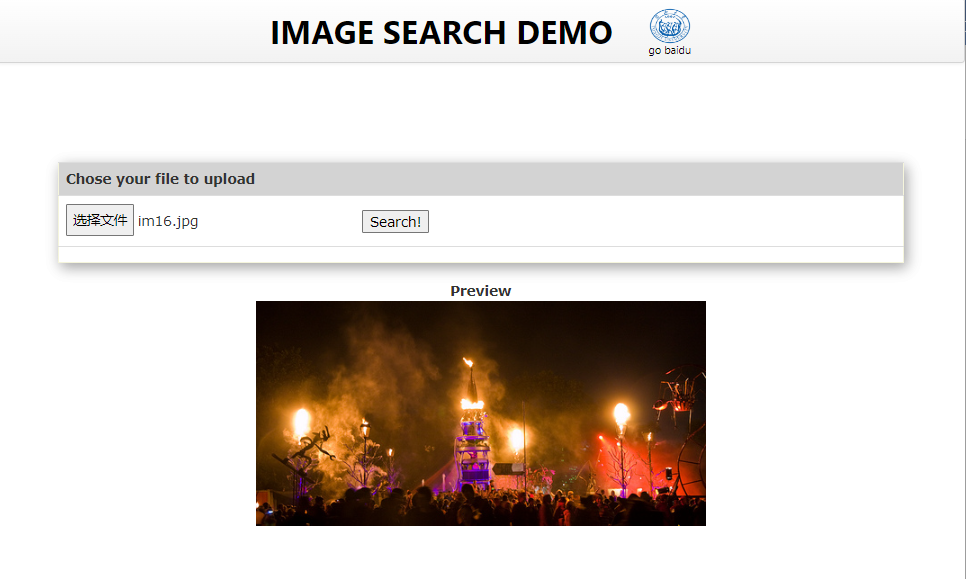 IMAGE SEARCH DEMO
go baidu
Chose your file to upload
选择文件 im16.jpg Search!
Preview